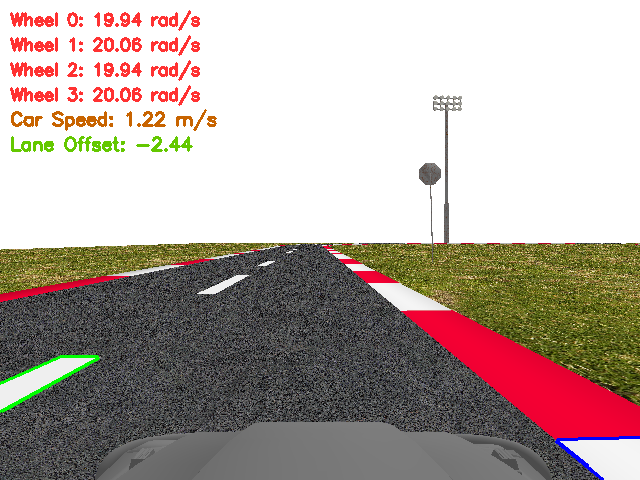 Wheel 0: 19.94 rad/s
Wheel 1: 20.06 rad/s
Wheel 2: 19.94 rad/s
Wheel 3: 20.06 rad/s
Car Speed: 1.22 m/s
Lane Offset: -2.44